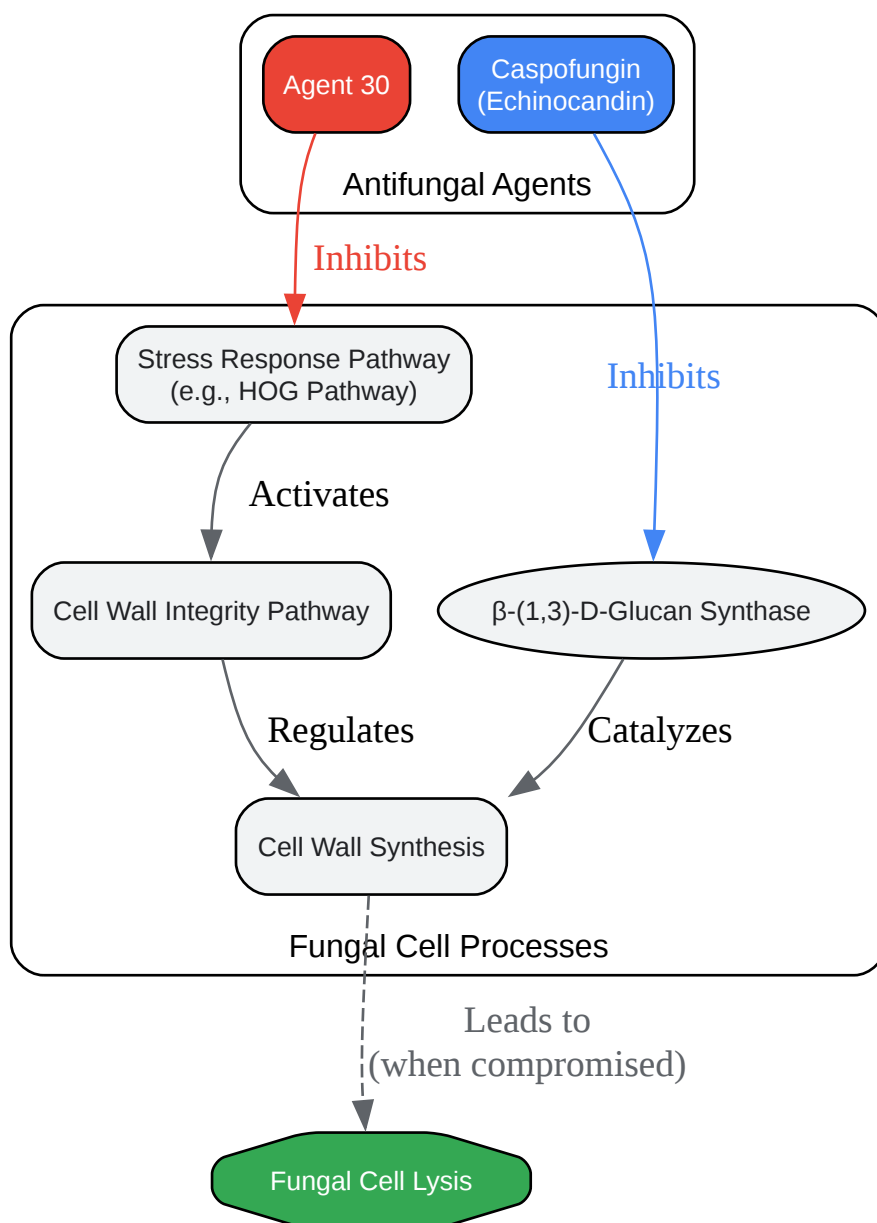 Agent 30
Caspofungin
(Echinocandin)
Antifungal Agents
Inhibits
Stress Response Pathway
(e.g., HOG Pathway)
Inhibits
Activates
Cell Wall Integrity Pathway
β-(1,3)-D-Glucan Synthase
Regulates
Catalyzes
Cell Wall Synthesis
Fungal Cell Processes
Leads to
(when compromised)
Fungal Cell Lysis